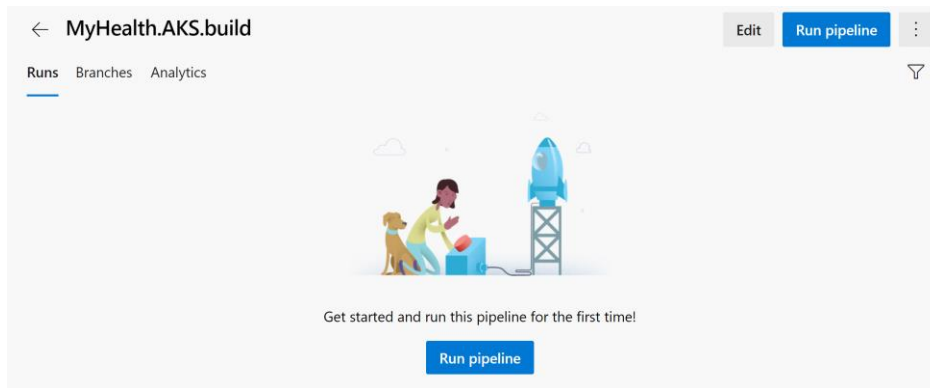 MyHealth.AKS.build
Edit
Run pipeline
Runs Branches Analytics
Get started and run this pipeline for the first time!
Run pipeline